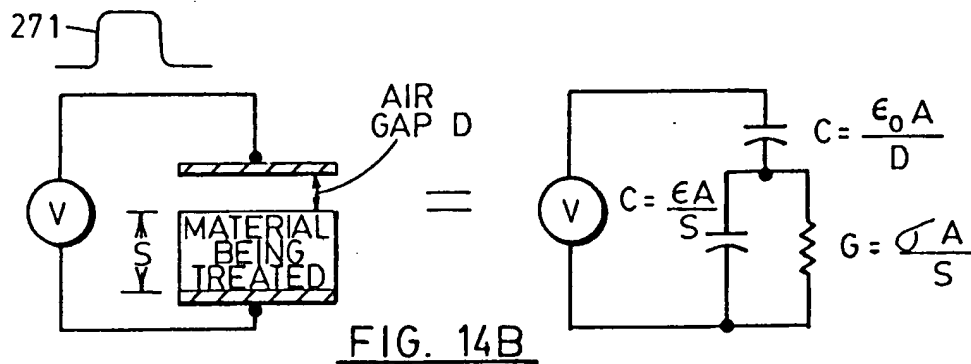 271
AIR
GAP D
V
S
MATERIAL
BEING
TREATED
=
V
C = ε₀A / D
C = εA / S
G = σA / S
FIG. 14B